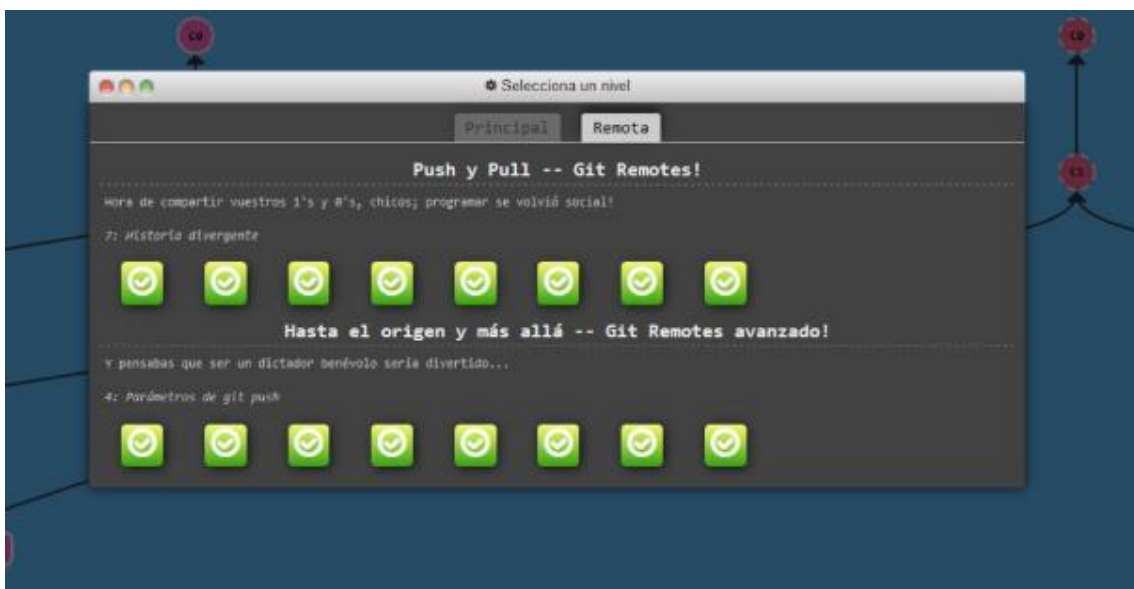 C0
C0
Selecciona un nivel
Principal Remota
Push y Pull -- Git Remotes!
C1
Hora de compartir vuestros 1's y 0's, chicos; programar se volvió social!
7: Historia divergente
Hasta el origen y más allá -- Git Remotes avanzado!
Y pensabas que ser un dictador benévolo sería divertido...
4: Parámetros de git push